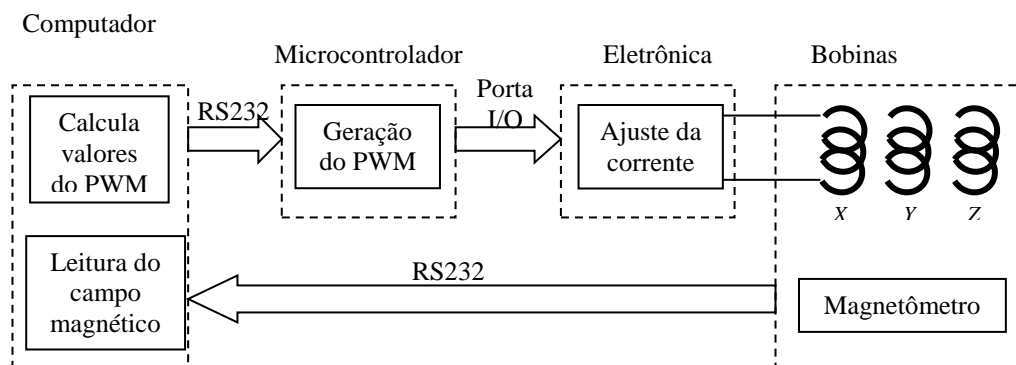 Computador
Microcontrolador
Eletrônica
Bobinas
RS232
Porta
I/O
Calcula
valores
do PWM
Geração
do PWM
Ajuste da
corrente
X Y Z
Leitura do
campo
magnético
RS232
Magnetômetro